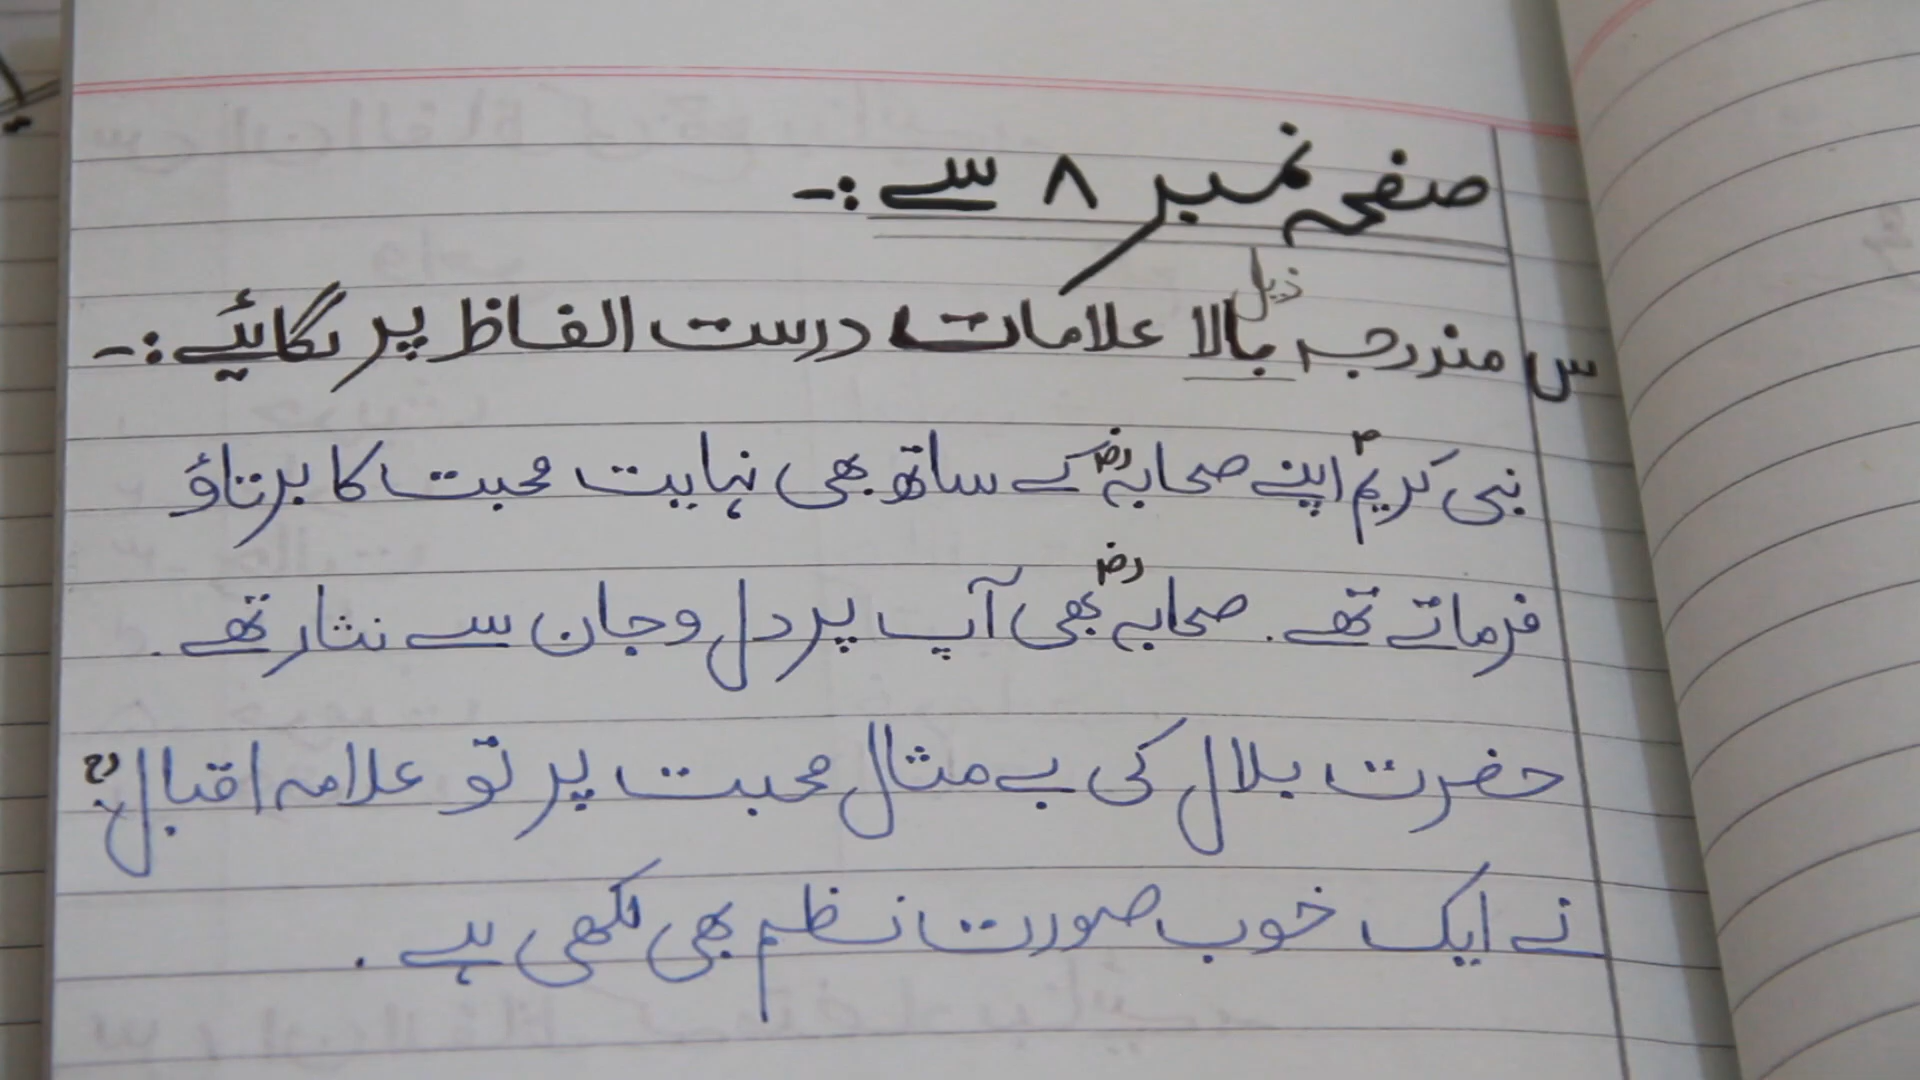 صفحہ نمبر ۸ سے :-
ذیل
س مندرجہ بالا علامات درست الفاظ پر لگائیے :-
نبی کریمؐ اپنے صحابہؓ کے ساتھ بھی نہایت محبت کا برتاؤ
فرماتے تھے ۔ صحابہؓ بھی آپ پر دل و جان سے نثار تھے ۔
حضرت بلال کی بے مثال محبت پر تو علامہ اقبالؒ
نے ایک خوب صورت نظم بھی لکھی ہے ۔